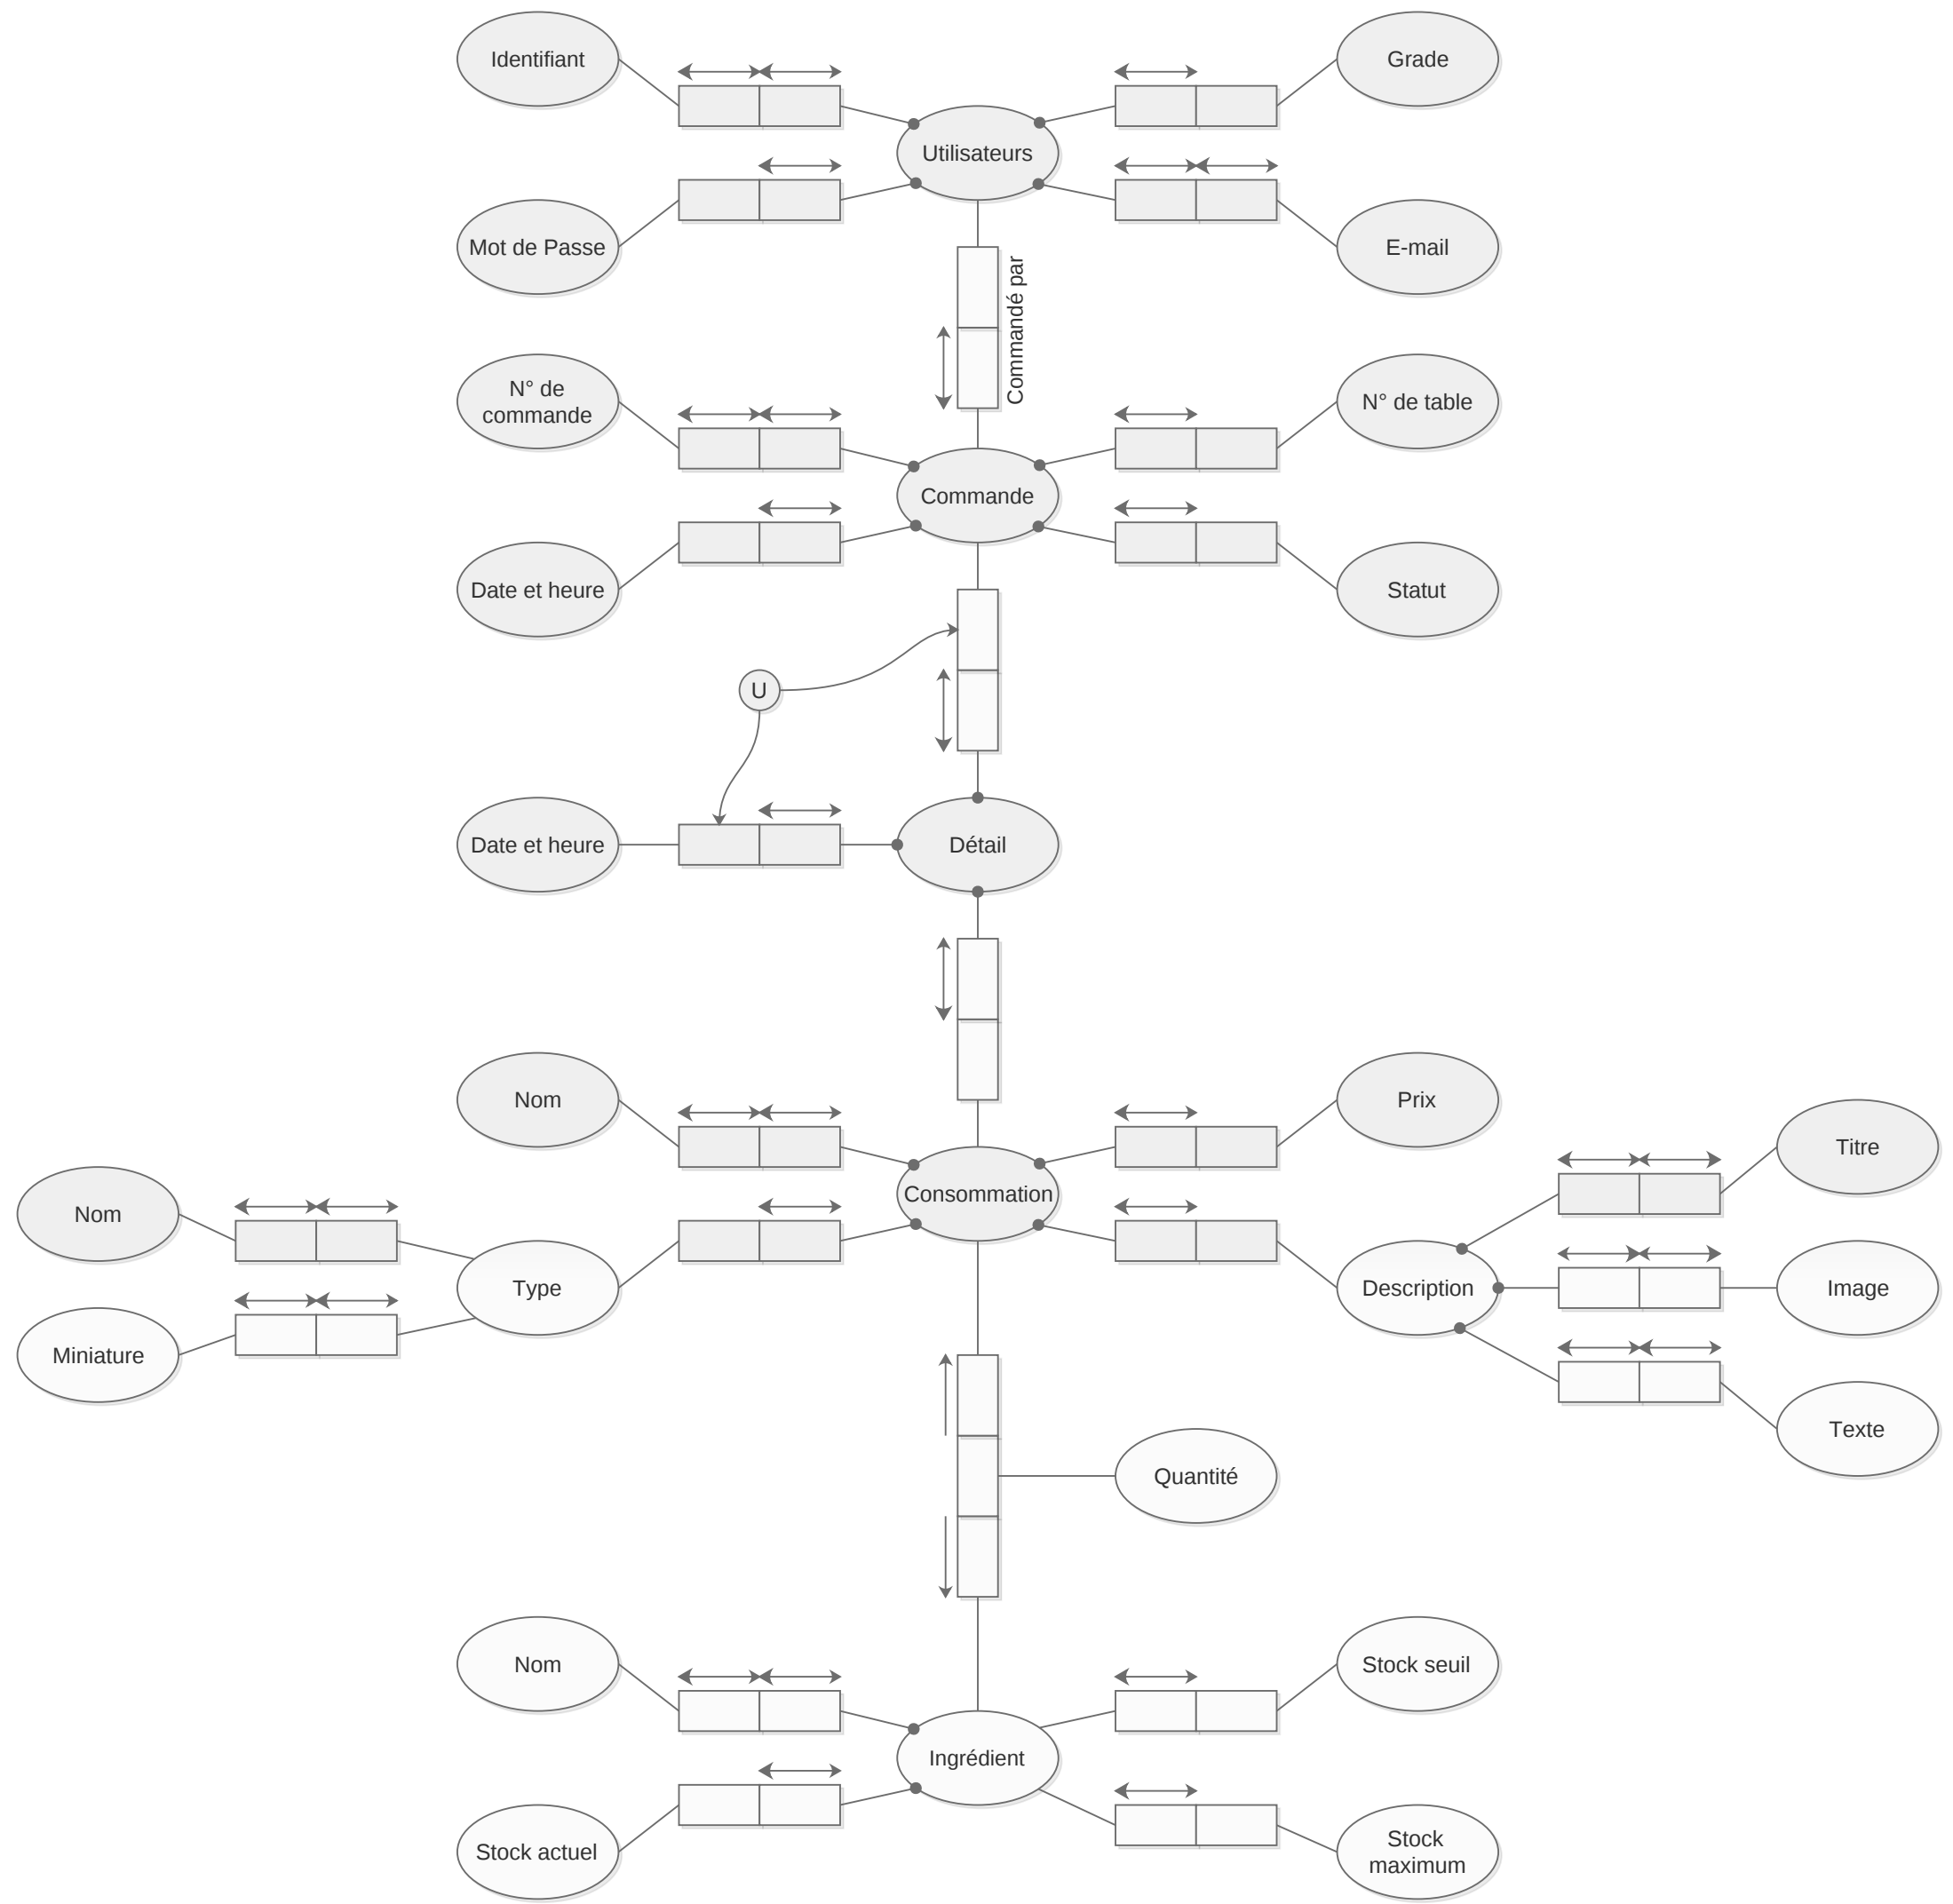 Identifiant
Grade
Utilisateurs
Mot de Passe
E-mail
Commandé par
N° de
commande
N° de table
Commande
Date et heure
Statut
U
Date et heure
Détail
Nom
Prix
Titre
Consommation
Nom
Type
Description
Image
Miniature
Texte
Quantité
Nom
Stock seuil
Ingrédient
Stock actuel
Stock
maximum